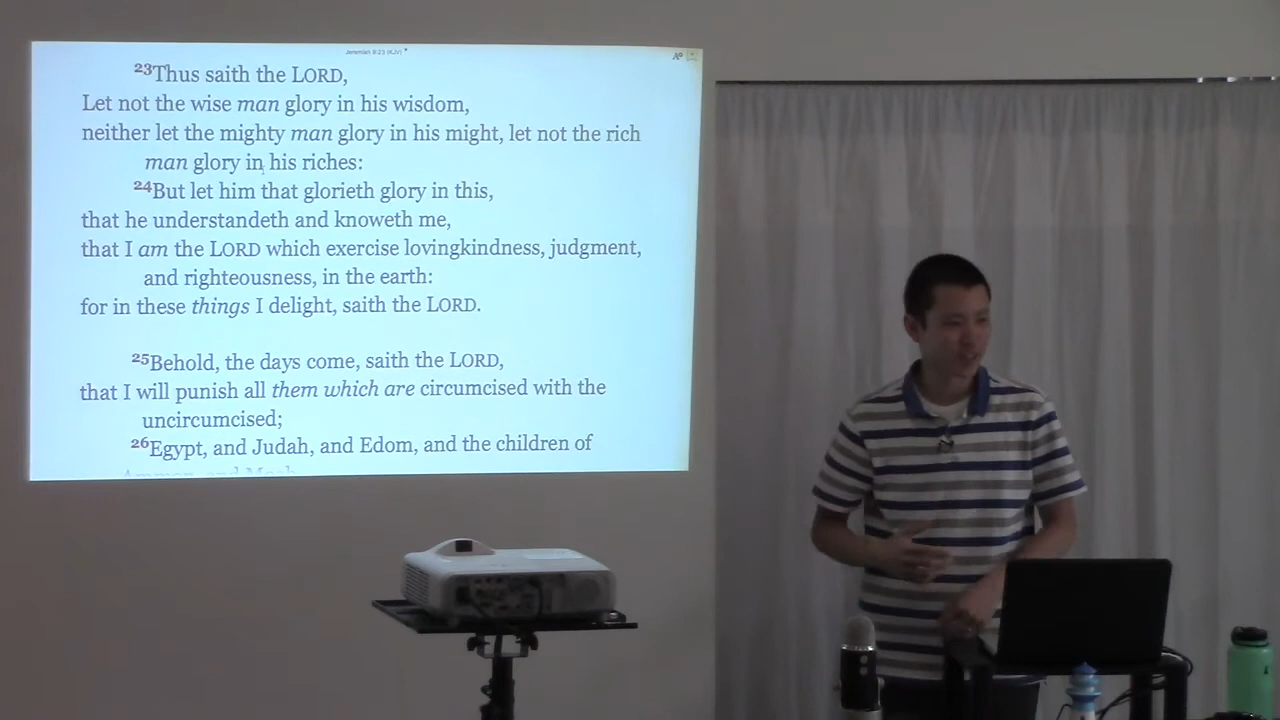 Jeremiah 9:23 (KJV)
23Thus saith the LORD,
Let not the wise man glory in his wisdom,
neither let the mighty man glory in his might, let not the rich
man glory in his riches:
24But let him that glorieth glory in this,
that he understandeth and knoweth me,
that I am the LORD which exercise lovingkindness, judgment,
and righteousness, in the earth:
for in these things I delight, saith the LORD.
25Behold, the days come, saith the LORD,
that I will punish all them which are circumcised with the
uncircumcised;
26Egypt, and Judah, and Edom, and the children of
Ammon, and Moab